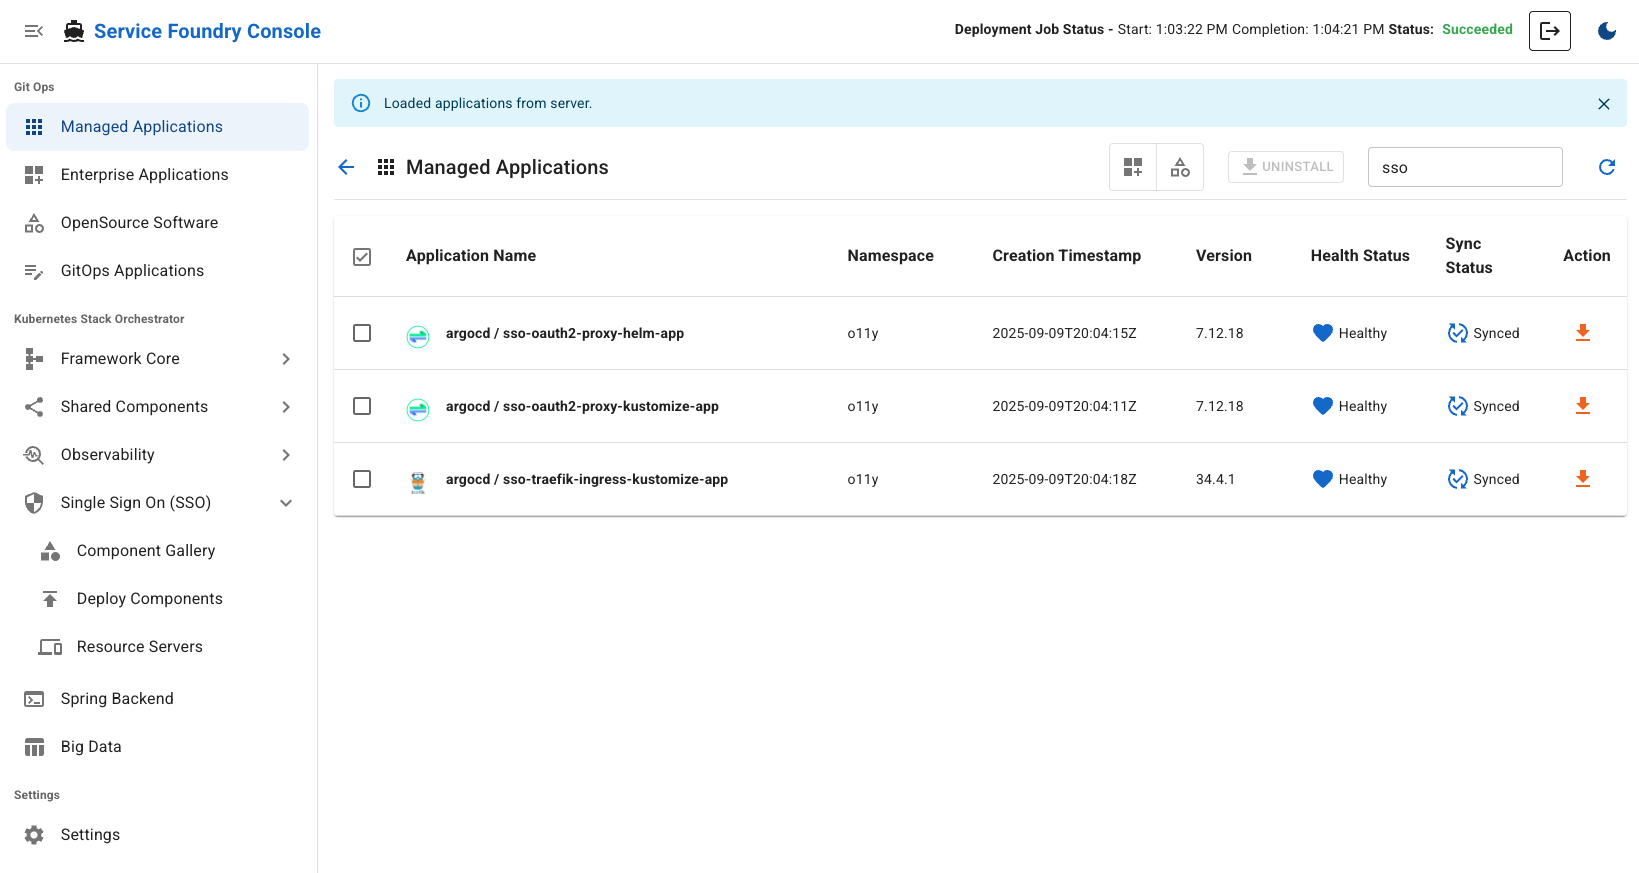 Service Foundry Console
Deployment Job Status - Start: 1:03:22 PM Completion: 1:04:21 PM Status: Succeeded
Git Ops
Managed Applications
Enterprise Applications
OpenSource Software
GitOps Applications
Kubernetes Stack Orchestrator
Framework Core
Shared Components
Observability
Single Sign On (SSO)
Component Gallery
Deploy Components
Resource Servers
Spring Backend
Big Data
Settings
Settings
Loaded applications from server.
Managed Applications
UNINSTALL
sso
Application Name Namespace Creation Timestamp Version Health Status Sync Status Action
argocd / sso-oauth2-proxy-helm-app o11y 2025-09-09T20:04:15Z 7.12.18 Healthy Synced
argocd / sso-oauth2-proxy-kustomize-app o11y 2025-09-09T20:04:11Z 7.12.18 Healthy Synced
argocd / sso-traefik-ingress-kustomize-app o11y 2025-09-09T20:04:18Z 34.4.1 Healthy Synced